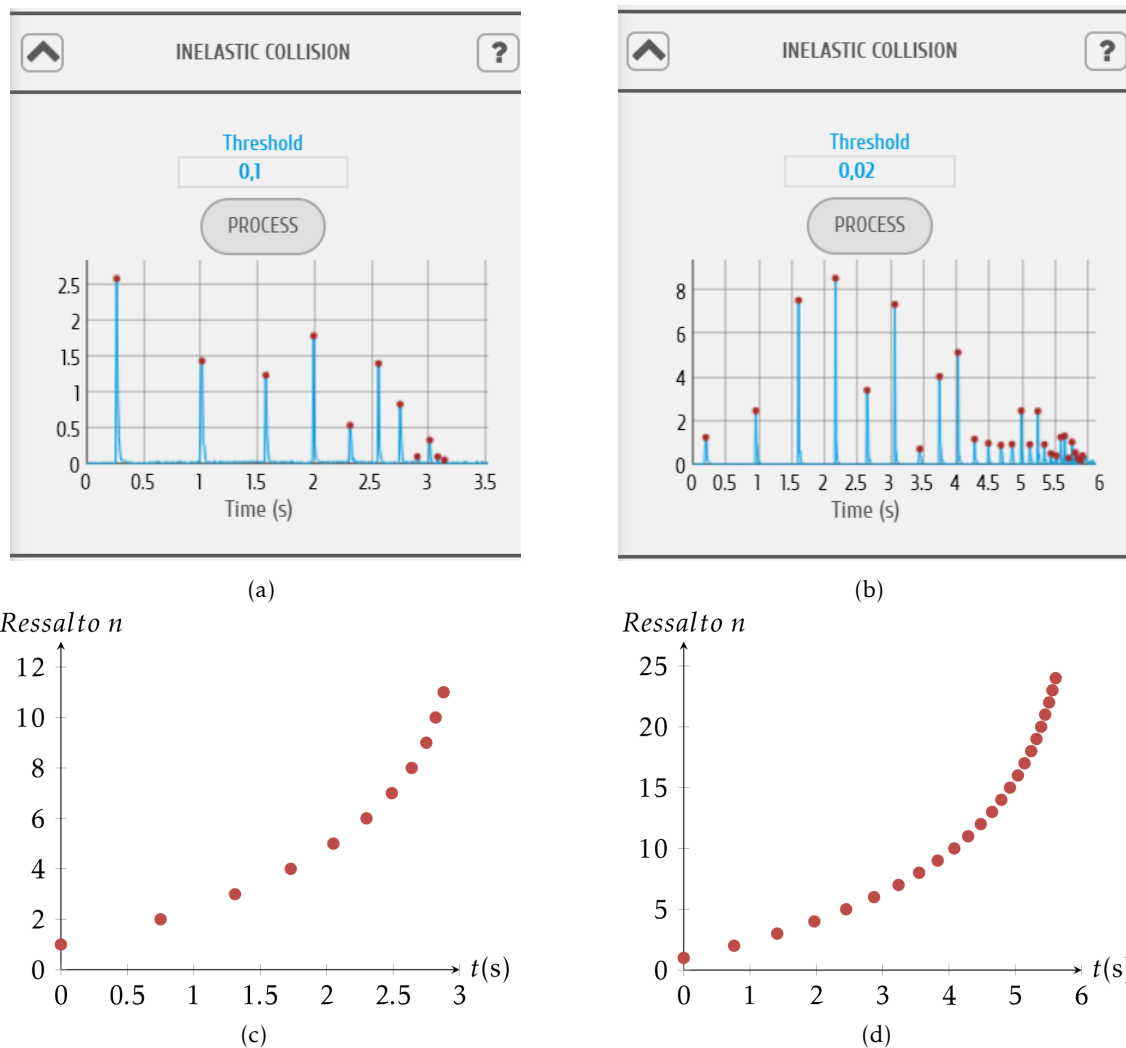 INELASTIC COLLISION
?
Threshold
0,1
PROCESS
2.5
2
1.5
1
0.5
0
0 0.5 1 1.5 2 2.5 3 3.5
Time (s)
(a)
INELASTIC COLLISION
?
Threshold
0,02
PROCESS
8
6
4
2
0
0 0.5 1 1.5 2 2.5 3 3.5 4 4.5 5 5.5 6
Time (s)
(b)
Ressalto n
12
10
8
6
4
2
0
0 0.5 1 1.5 2 2.5 3
t(s)
(c)
Ressalto n
25
20
15
10
5
0
0 1 2 3 4 5 6
t(s)
(d)